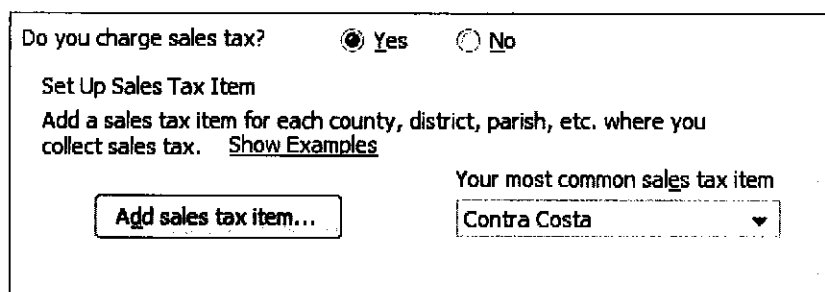 Do you charge sales tax? Yes No
Set Up Sales Tax Item
Add a sales tax item for each county, district, parish, etc. where you
collect sales tax. Show Examples
Your most common sales tax item
Add sales tax item... Contra Costa